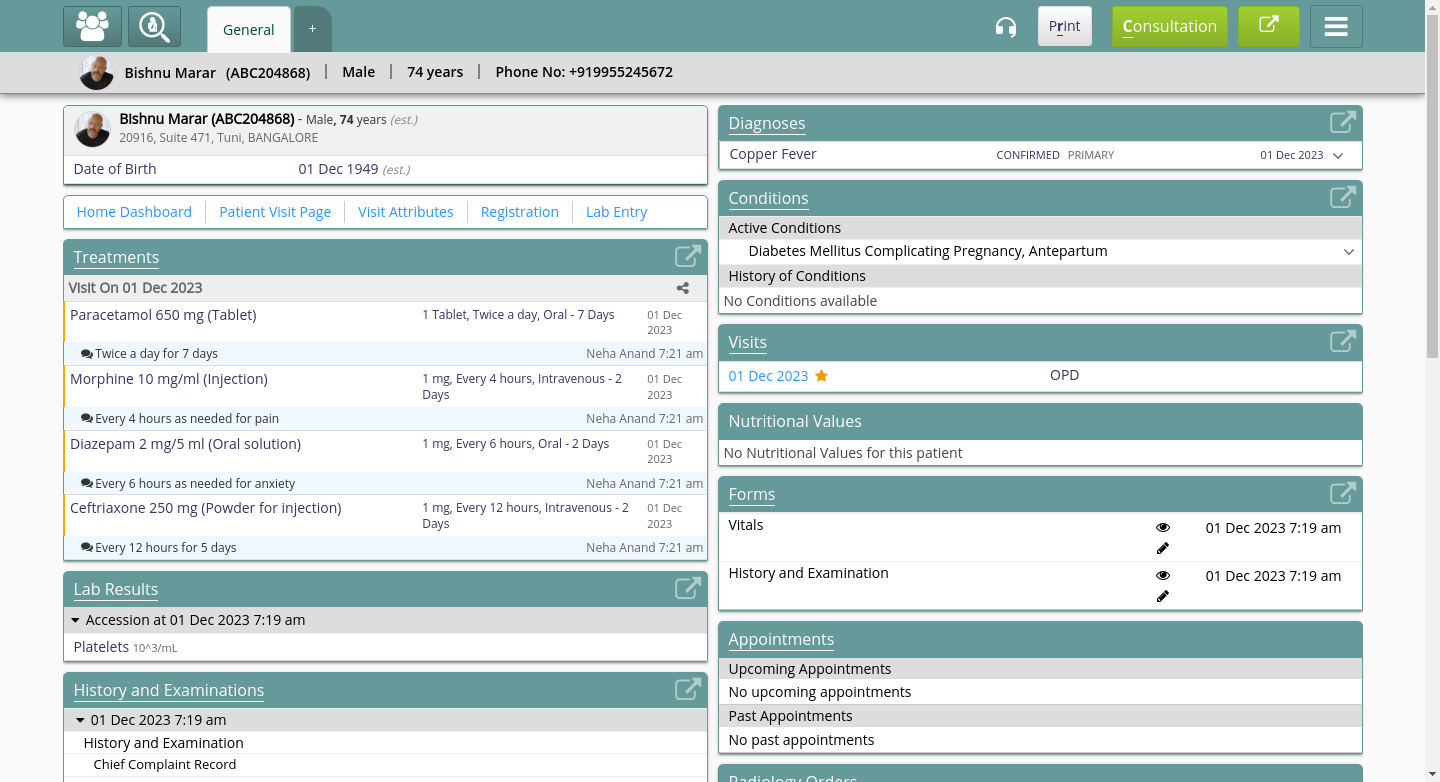 General
+
Print
Consultation
Bishnu Marar (ABC204868) | Male | 74 years | Phone No: +919955245672
Bishnu Marar (ABC204868) - Male, 74 years (est.)
20916, Suite 471, Tuni, BANGALORE
Date of Birth 01 Dec 1949 (est.)
Home Dashboard
Patient Visit Page
Visit Attributes
Registration
Lab Entry
Treatments
Visit On 01 Dec 2023
Paracetamol 650 mg (Tablet) 1 Tablet, Twice a day, Oral - 7 Days 01 Dec
2023
Twice a day for 7 days Neha Anand 7:21 am
Morphine 10 mg/ml (Injection) 1 mg, Every 4 hours, Intravenous - 2 01 Dec
Days 2023
Every 4 hours as needed for pain Neha Anand 7:21 am
Diazepam 2 mg/5 ml (Oral solution) 1 mg, Every 6 hours, Oral - 2 Days 01 Dec
2023
Every 6 hours as needed for anxiety Neha Anand 7:21 am
Ceftriaxone 250 mg (Powder for injection) 1 mg, Every 12 hours, Intravenous - 2 01 Dec
Days 2023
Every 12 hours for 5 days Neha Anand 7:21 am
Lab Results
Accession at 01 Dec 2023 7:19 am
Platelets 10^3/mL
History and Examinations
01 Dec 2023 7:19 am
History and Examination
Chief Complaint Record
Diagnoses
Copper Fever CONFIRMED PRIMARY 01 Dec 2023
Conditions
Active Conditions
Diabetes Mellitus Complicating Pregnancy, Antepartum
History of Conditions
No Conditions available
Visits
01 Dec 2023 OPD
Nutritional Values
No Nutritional Values for this patient
Forms
Vitals 01 Dec 2023 7:19 am
History and Examination 01 Dec 2023 7:19 am
Appointments
Upcoming Appointments
No upcoming appointments
Past Appointments
No past appointments
Radiology Orders